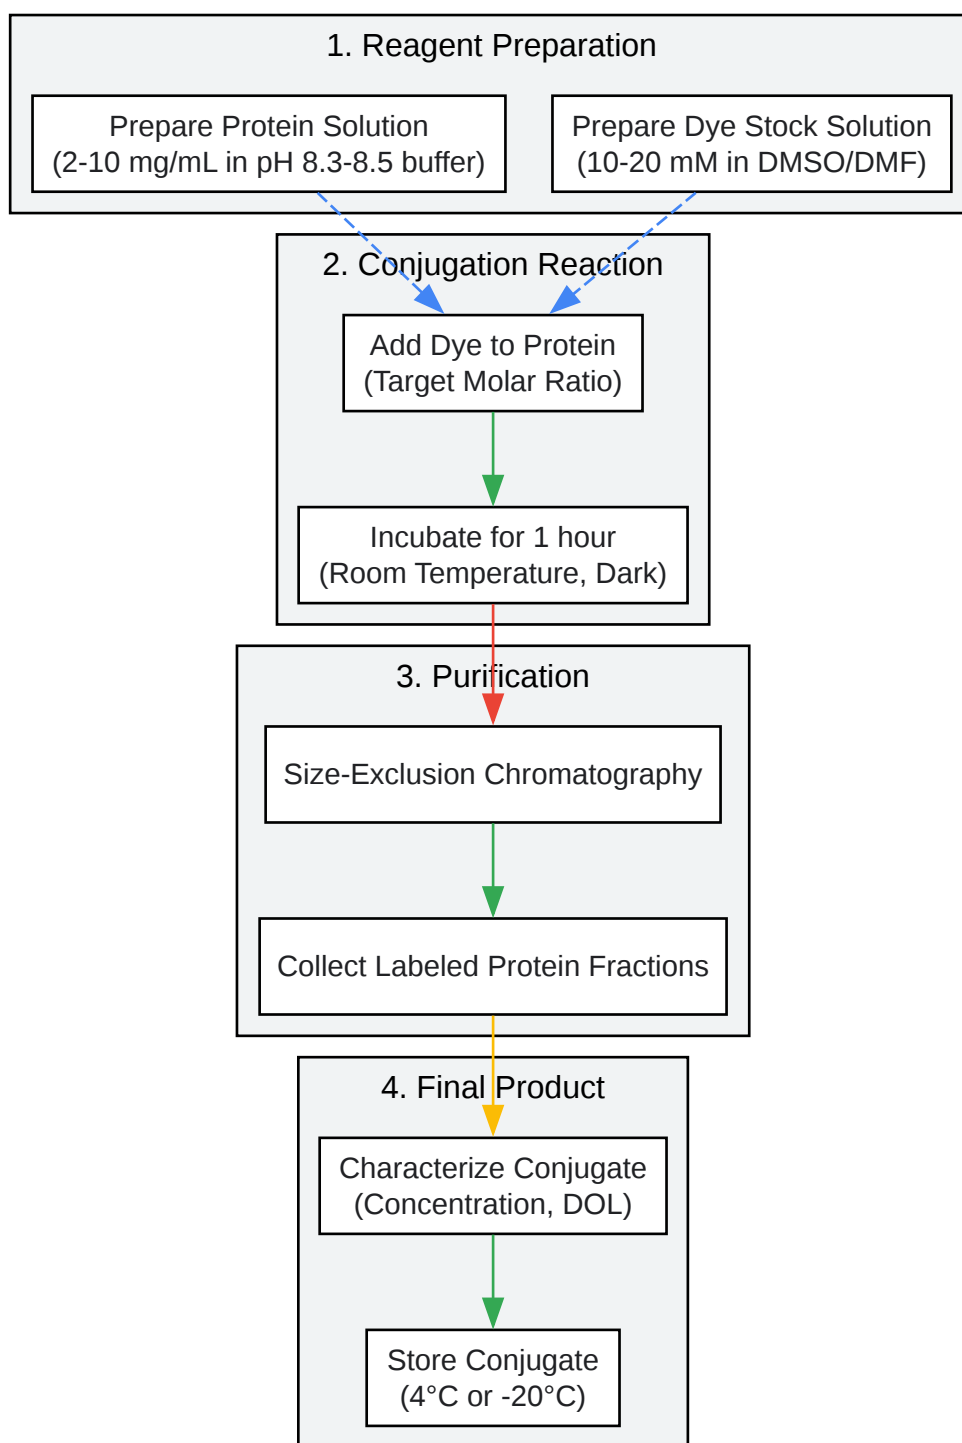 1. Reagent Preparation
Prepare Protein Solution
(2-10 mg/mL in pH 8.3-8.5 buffer)
Prepare Dye Stock Solution
(10-20 mM in DMSO/DMF)
2. Conjugation Reaction
Add Dye to Protein
(Target Molar Ratio)
Incubate for 1 hour
(Room Temperature, Dark)
3. Purification
Size-Exclusion Chromatography
Collect Labeled Protein Fractions
4. Final Product
Characterize Conjugate
(Concentration, DOL)
Store Conjugate
(4°C or -20°C)